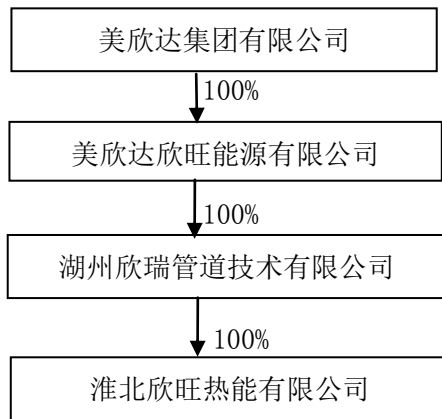 美欣达集团有限公司
100%
美欣达欣旺能源有限公司
100%
湖州欣瑞管道技术有限公司
100%
淮北欣旺热能有限公司